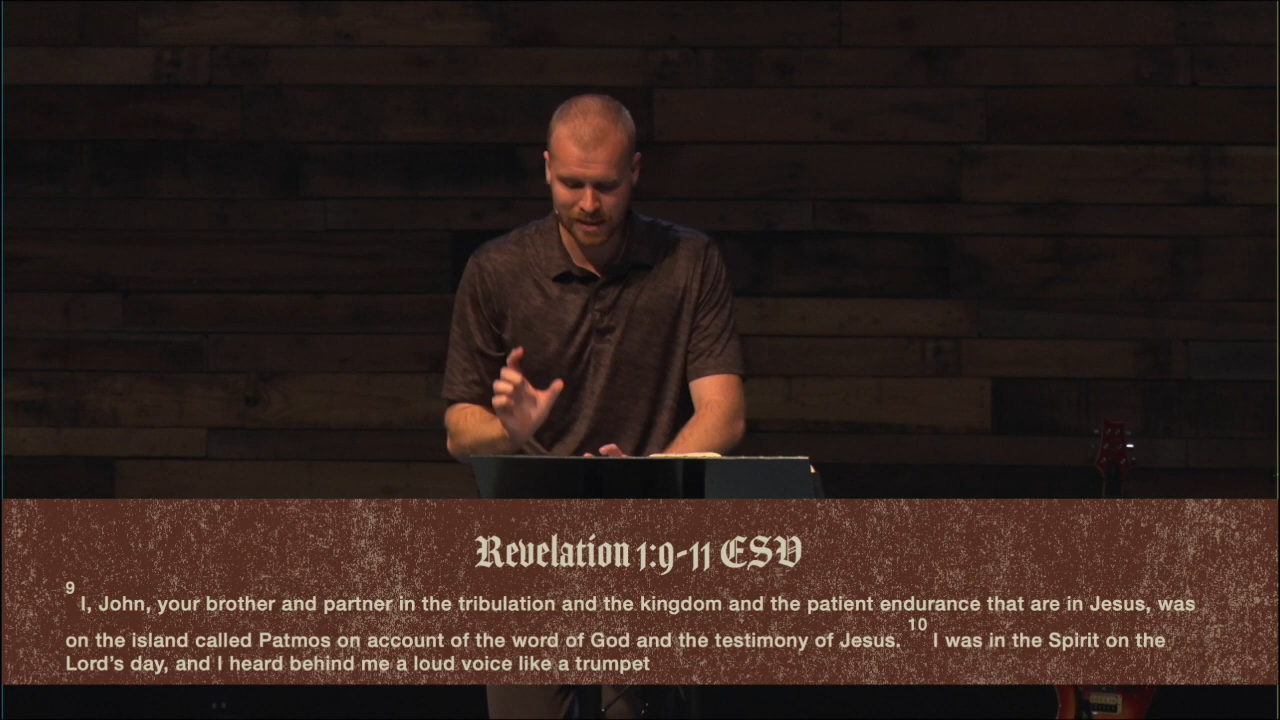 Revelation 1:9-11 ESV
9 I, John, your brother and partner in the tribulation and the kingdom and the patient endurance that are in Jesus, was
on the island called Patmos on account of the word of God and the testimony of Jesus. 10 I was in the Spirit on the
Lord’s day, and I heard behind me a loud voice like a trumpet